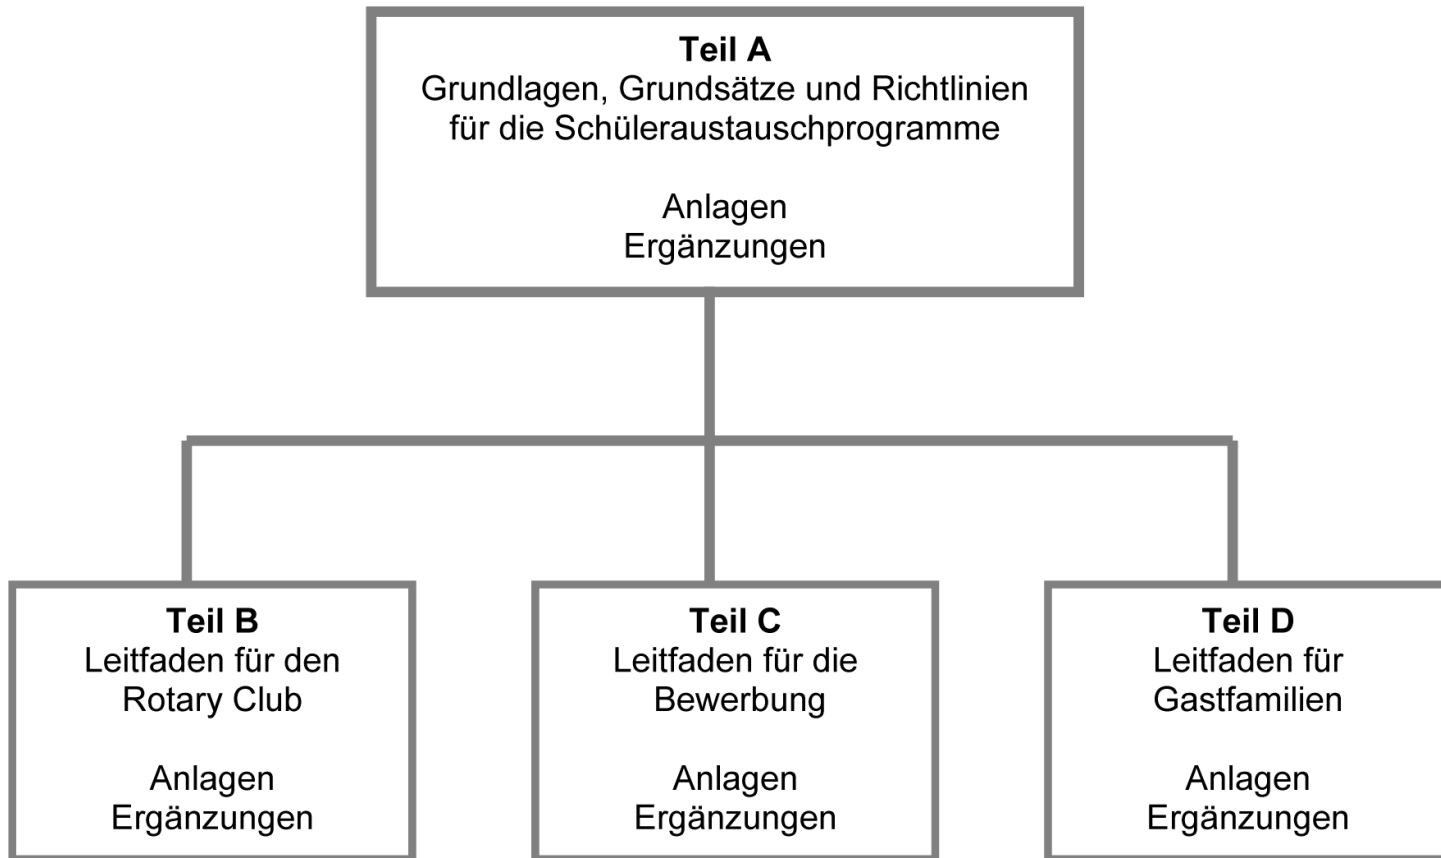 Teil A
Grundlagen, Grundsätze und Richtlinien
für die Schüleraustauschprogramme
Anlagen
Ergänzungen
Teil B
Leitfaden für den
Rotary Club
Anlagen
Ergänzungen
Teil C
Leitfaden für die
Bewerbung
Anlagen
Ergänzungen
Teil D
Leitfaden für
Gastfamilien
Anlagen
Ergänzungen